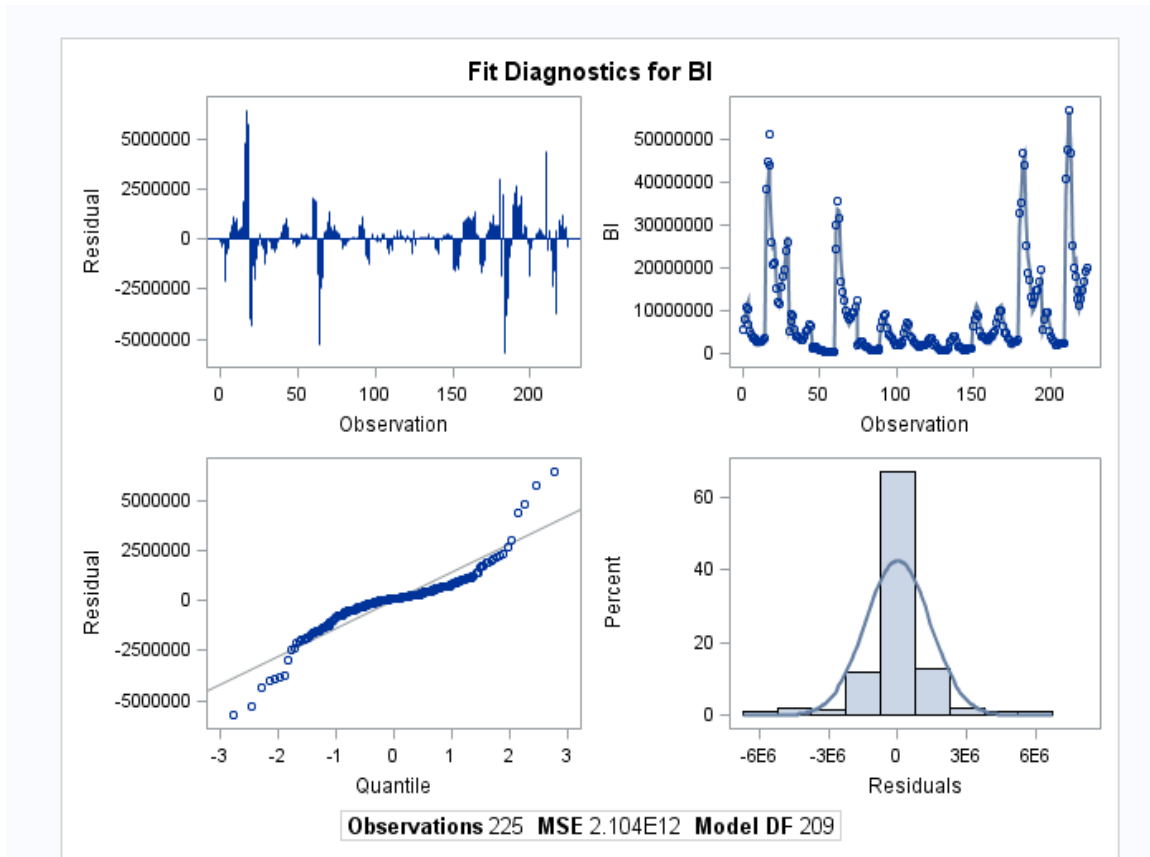 Fit Diagnostics for BI
5000000
2500000
0
-2500000
-5000000
Residual
0 50 100 150 200
Observation
50000000
40000000
30000000
20000000
10000000
0
BI
0 50 100 150 200
Observation
5000000
2500000
0
-2500000
-5000000
Residual
-3 -2 -1 0 1 2 3
Quantile
60
40
20
0
Percent
-6E6 -3E6 0 3E6 6E6
Residuals
Observations 225 MSE 2.104E12 Model DF 209